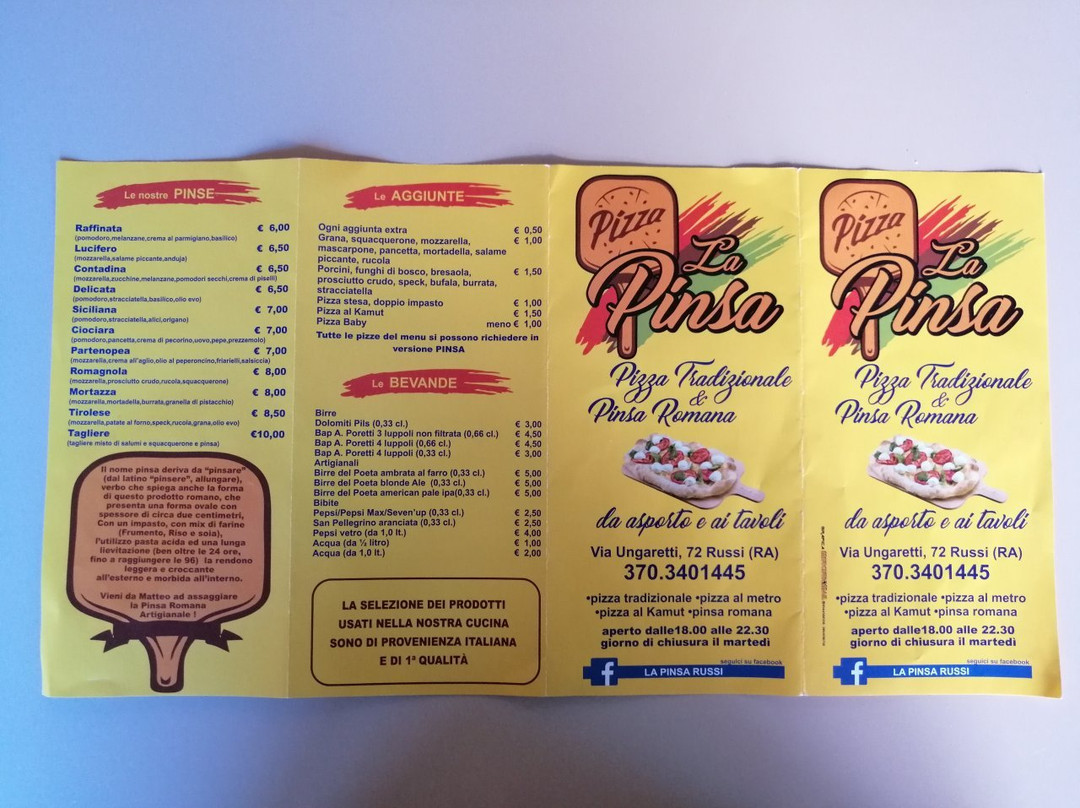 Le nostre PINSE
Raffinata € 6,00
(pomodoro,melanzane,crema al parmigiano,basilico)
Lucifero € 6,50
(mozzarella,salame piccante,anduja)
Contadina € 6,50
(mozzarella,zucchine,melanzane,pomodori secchi,crema di piselli)
Delicata € 6,50
(pomodoro,stracciatella,basilico,olio evo)
Siciliana € 7,00
(pomodoro,stracciatella,alici,origano)
Ciociara € 7,00
(pomodoro,pancetta,crema di pecorino,uovo,pepe,prezzemolo)
Partenopea € 7,00
(mozzarella,crema all'aglio,olio al peperoncino,friarielli,salsiccia)
Romagnola € 8,00
(mozzarella,prosciutto crudo,rucola,squacquerone)
Mortazza € 8,00
(mozzarella,mortadella,burrata,granella di pistacchio)
Tirolese € 8,50
(mozzarella,patate al forno,speck,rucola,grana,olio evo)
Tagliere €10,00
(tagliere misto di salumi e squacquerone e pinsa)
Il nome pinsa deriva da "pinsare"
(dal latino "pinsere", allungare),
verbo che spiega anche la forma
di questo prodotto romano, che
presenta una forma ovale con
spessore di circa due centimetri,
Con un impasto, con mix di farine
(Frumento, Riso e soia),
l'utilizzo pasta acida ed una lunga
lievitazione (ben oltre le 24 ore,
fino a raggiungere le 96) la rendono
leggera e croccante
all'esterno e morbida all'interno.
Vieni da Matteo ad assaggiare
la Pinsa Romana
Artigianale !
Le AGGIUNTE
Ogni aggiunta extra € 0,50
Grana, squacquerone, mozzarella, € 1,00
mascarpone, pancetta, mortadella, salame
piccante, rucola
Porcini, funghi di bosco, bresaola, € 1,50
prosciutto crudo, speck, bufala, burrata,
stracciatella
Pizza stesa, doppio impasto € 1,00
Pizza al Kamut € 1,50
Pizza Baby meno € 1,00
Tutte le pizze del menu si possono richiedere in
versione PINSA
Le BEVANDE
Birre
Dolomiti Pils (0,33 cl.) € 3,00
Bap A. Poretti 3 luppoli non filtrata (0,66 cl.) € 4,50
Bap A. Poretti 4 luppoli (0,66 cl.) € 4,50
Bap A. Poretti 4 luppoli (0,33 cl.) € 3,00
Artigianali
Birre del Poeta ambrata al farro (0,33 cl.) € 5,00
Birre del Poeta blonde Ale (0,33 cl.) € 5,00
Birre del Poeta american pale ipa(0,33 cl.) € 5,00
Bibite
Pepsi/Pepsi Max/Seven'up (0,33 cl.) € 2,50
San Pellegrino aranciata (0,33 cl.) € 2,50
Pepsi vetro (da 1,0 lt.) € 4,00
Acqua (da ½ litro) € 1,00
Acqua (da 1,0 lt.) € 2,00
LA SELEZIONE DEI PRODOTTI
USATI NELLA NOSTRA CUCINA
SONO DI PROVENIENZA ITALIANA
E DI 1ª QUALITÀ
Pizza
La
Pinsa
Pizza Tradizionale
&
Pinsa Romana
da asporto e ai tavoli
Via Ungaretti, 72 Russi (RA)
370.3401445
•pizza tradizionale •pizza al metro
•pizza al Kamut •pinsa romana
aperto dalle18.00 alle 22.30
giorno di chiusura il martedì
seguici su facebook
f LA PINSA RUSSI
Pizza
La
Pinsa
Pizza Tradizionale
&
Pinsa Romana
da asporto e ai tavoli
Via Ungaretti, 72 Russi (RA)
370.3401445
•pizza tradizionale •pizza al metro
•pizza al Kamut •pinsa romana
aperto dalle18.00 alle 22.30
giorno di chiusura il martedì
seguici su facebook
f LA PINSA RUSSI